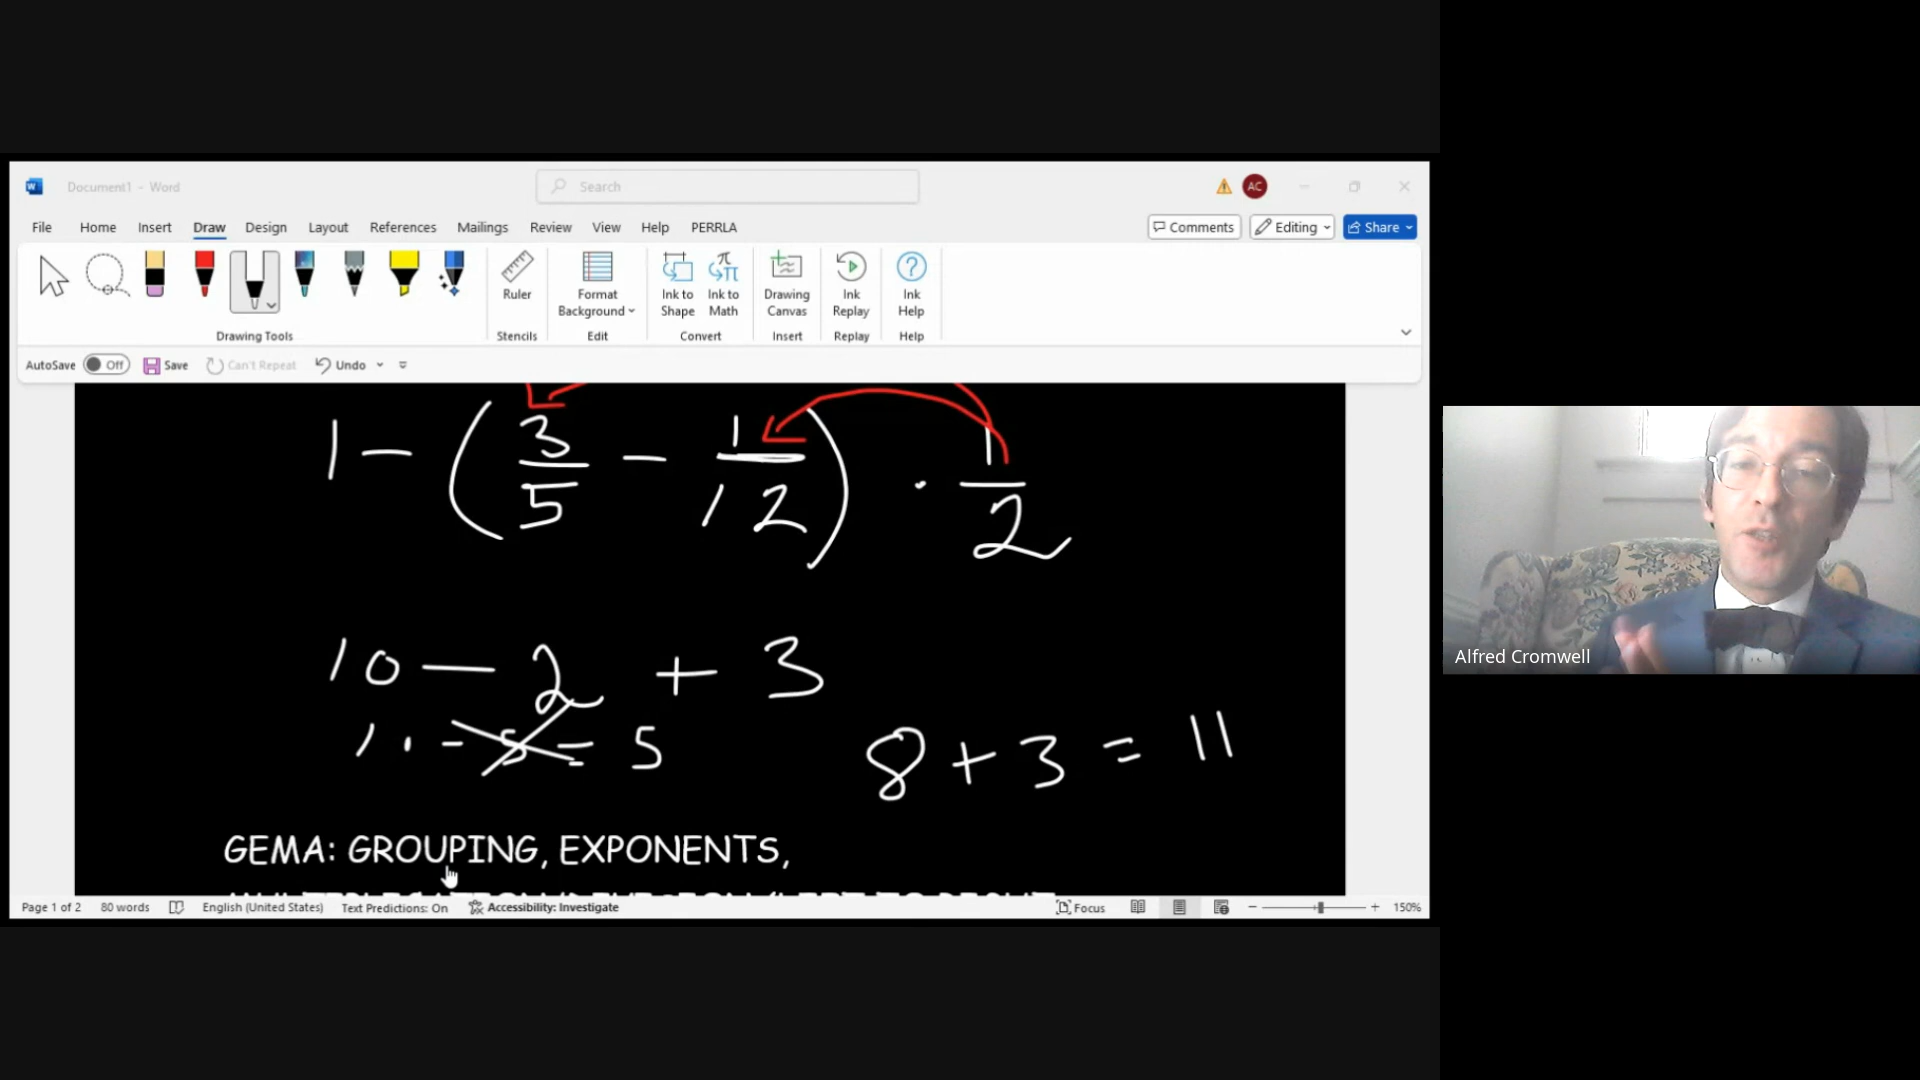 Document1 - Word
Search
AC
File Home Insert Draw Design Layout References Mailings Review View Help PERRLA
Comments Editing Share
Ruler
Format Background
Ink to Shape
Ink to Math
Drawing Canvas
Ink Replay
Ink Help
Drawing Tools Stencils Edit Convert Insert Replay Help
AutoSave Off Save Can't Repeat Undo
1 - ( 3/5 - 1/12 ) · 1/2
10 - 2 + 3
- 5 = 5
8 + 3 = 11
GEMA: GROUPING, EXPONENTS,
Page 1 of 2 80 words English (United States) Text Predictions: On Accessibility: Investigate Focus 150%
Alfred Cromwell